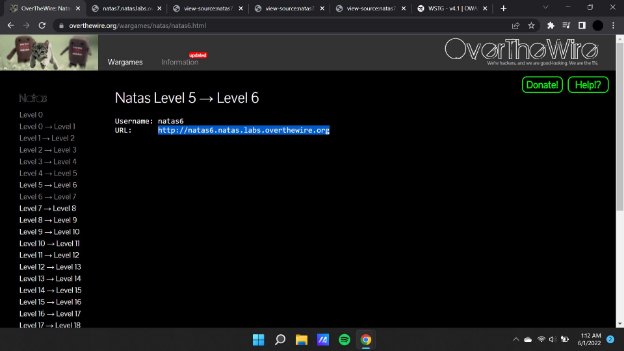 OverTheWire: Natas
natas7.natas.labs.ov
view-source:natas7
view-source:natas7
view-source:natas7
WSTG - v4.1 | OWA
overthewire.org/wargames/natas/natas6.html
Wargames
Information
updated
OverTheWire
We're hackers, and we are good-looking. We are the 1%.
Donate!
Help!?
Natas
Level 0
Level 0 → Level 1
Level 1 → Level 2
Level 2 → Level 3
Level 3 → Level 4
Level 4 → Level 5
Level 5 → Level 6
Level 6 → Level 7
Level 7 → Level 8
Level 8 → Level 9
Level 9 → Level 10
Level 10 → Level 11
Level 11 → Level 12
Level 12 → Level 13
Level 13 → Level 14
Level 14 → Level 15
Level 15 → Level 16
Level 16 → Level 17
Level 17 → Level 18
Natas Level 5 → Level 6
Username: natas6
URL: http://natas6.natas.labs.overthewire.org
1:12 AM
6/1/2022
2